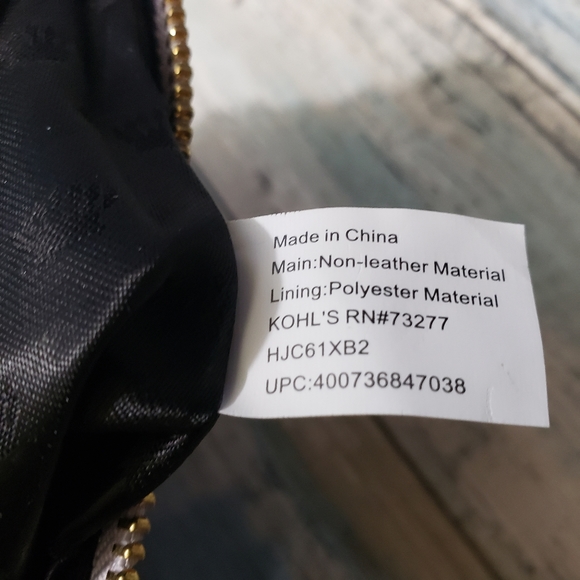 Made in China
Main:Non-leather Material
Lining:Polyester Material
KOHL'S RN#73277
HJC61XB2
UPC:400736847038